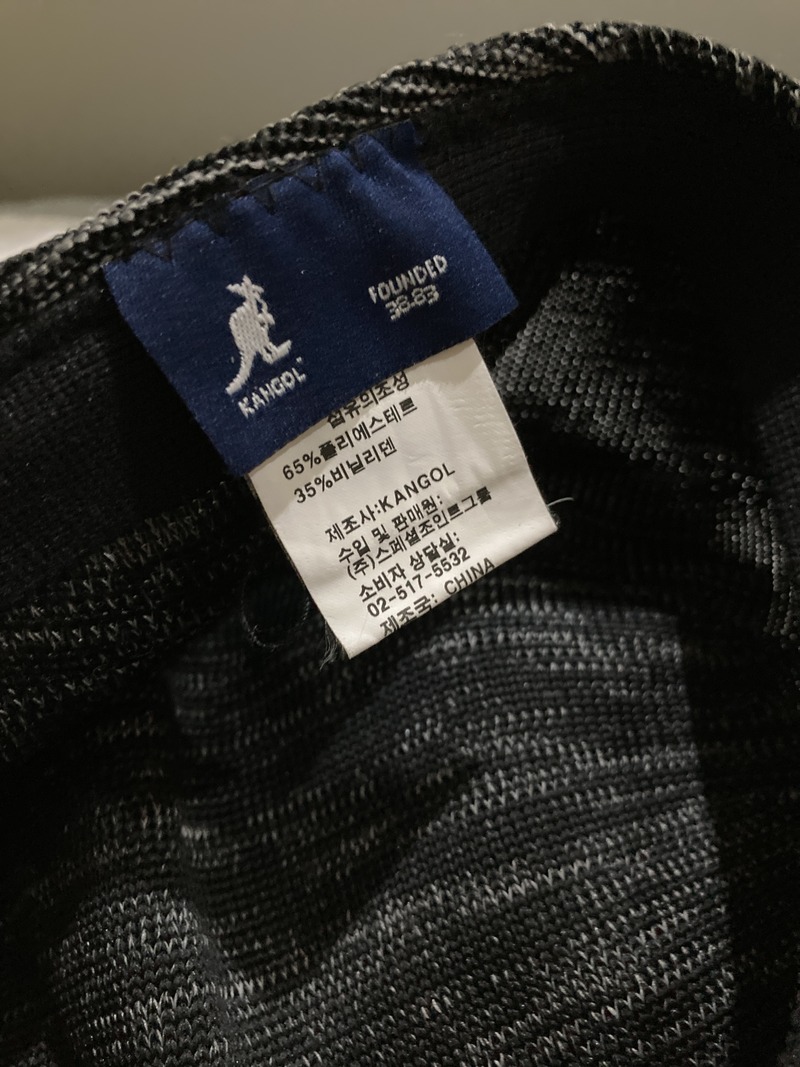 KANGOL
FOUNDED
38-83
섬유의조성
65%폴리에스테르
35%비닐리덴
제조사:KANGOL
수입 및 판매원:
(주)스페셜조인트그룹
소비자 상담실:
02-517-5532
제조국: CHINA